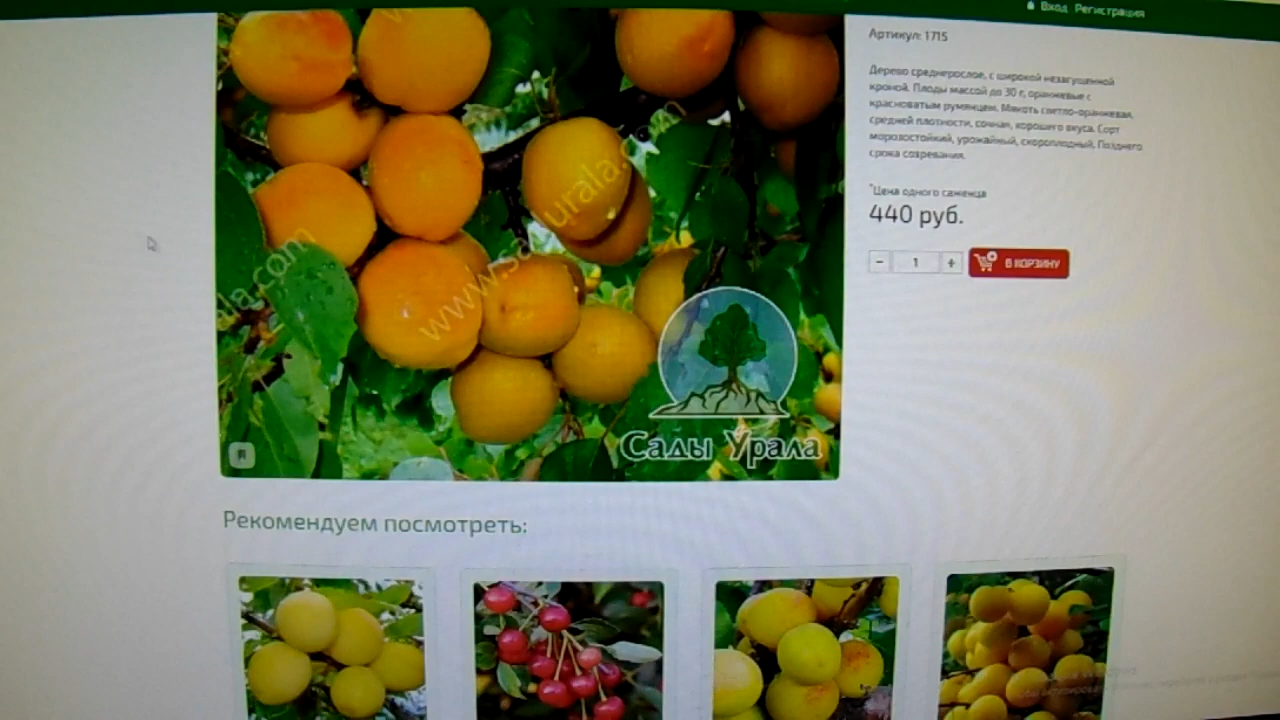 Вход Регистрация
Артикул: 1715
Дерево среднерослое, с широкой незагущенной
кроной. Плоды массой до 30 г, оранжевые с
красноватым румянцем. Мякоть светло-оранжевая,
средней плотности, сочная, хорошего вкуса. Сорт
морозостойкий, урожайный, скороплодный. Позднего
срока созревания.
*Цена одного саженца
440 руб.
- 1 + В КОРЗИНУ
Сады Урала
Рекомендуем посмотреть: